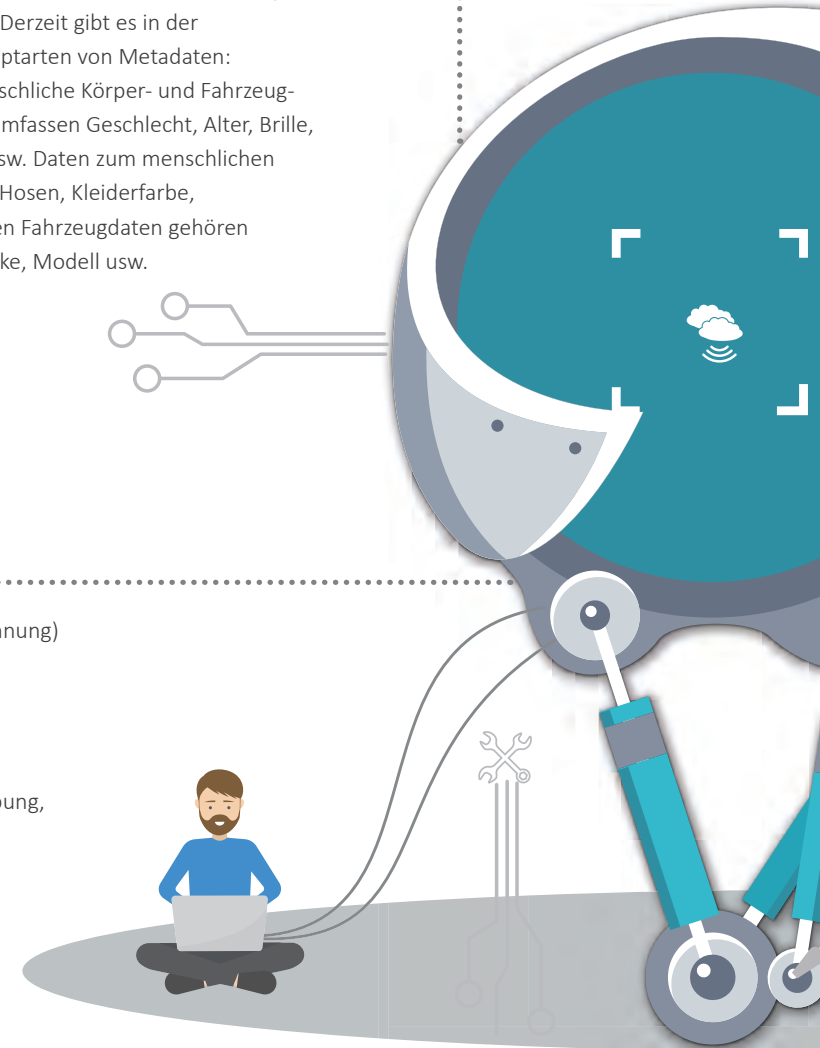 Derzeit gibt es in der
ptarten von Metadaten:
schliche Körper- und Fahrzeug-
mfassen Geschlecht, Alter, Brille,
sw. Daten zum menschlichen
Hosen, Kleiderfarbe,
en Fahrzeugdaten gehören
ke, Modell usw.
nnung)
bung,